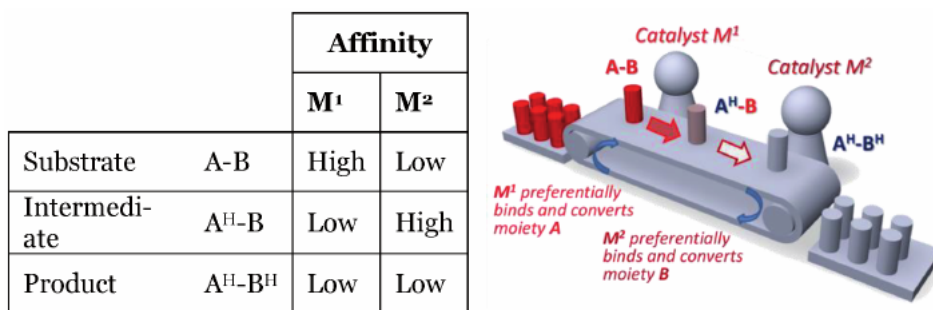 Affinity
M¹ M²
Substrate A-B High Low
Intermedi-
ate Aᴴ-B Low High
Product Aᴴ-Bᴴ Low Low
Catalyst M¹
A-B
Catalyst M²
Aᴴ-B
Aᴴ-Bᴴ
M¹ preferentially
binds and converts
moiety A
M² preferentially
binds and converts
moiety B